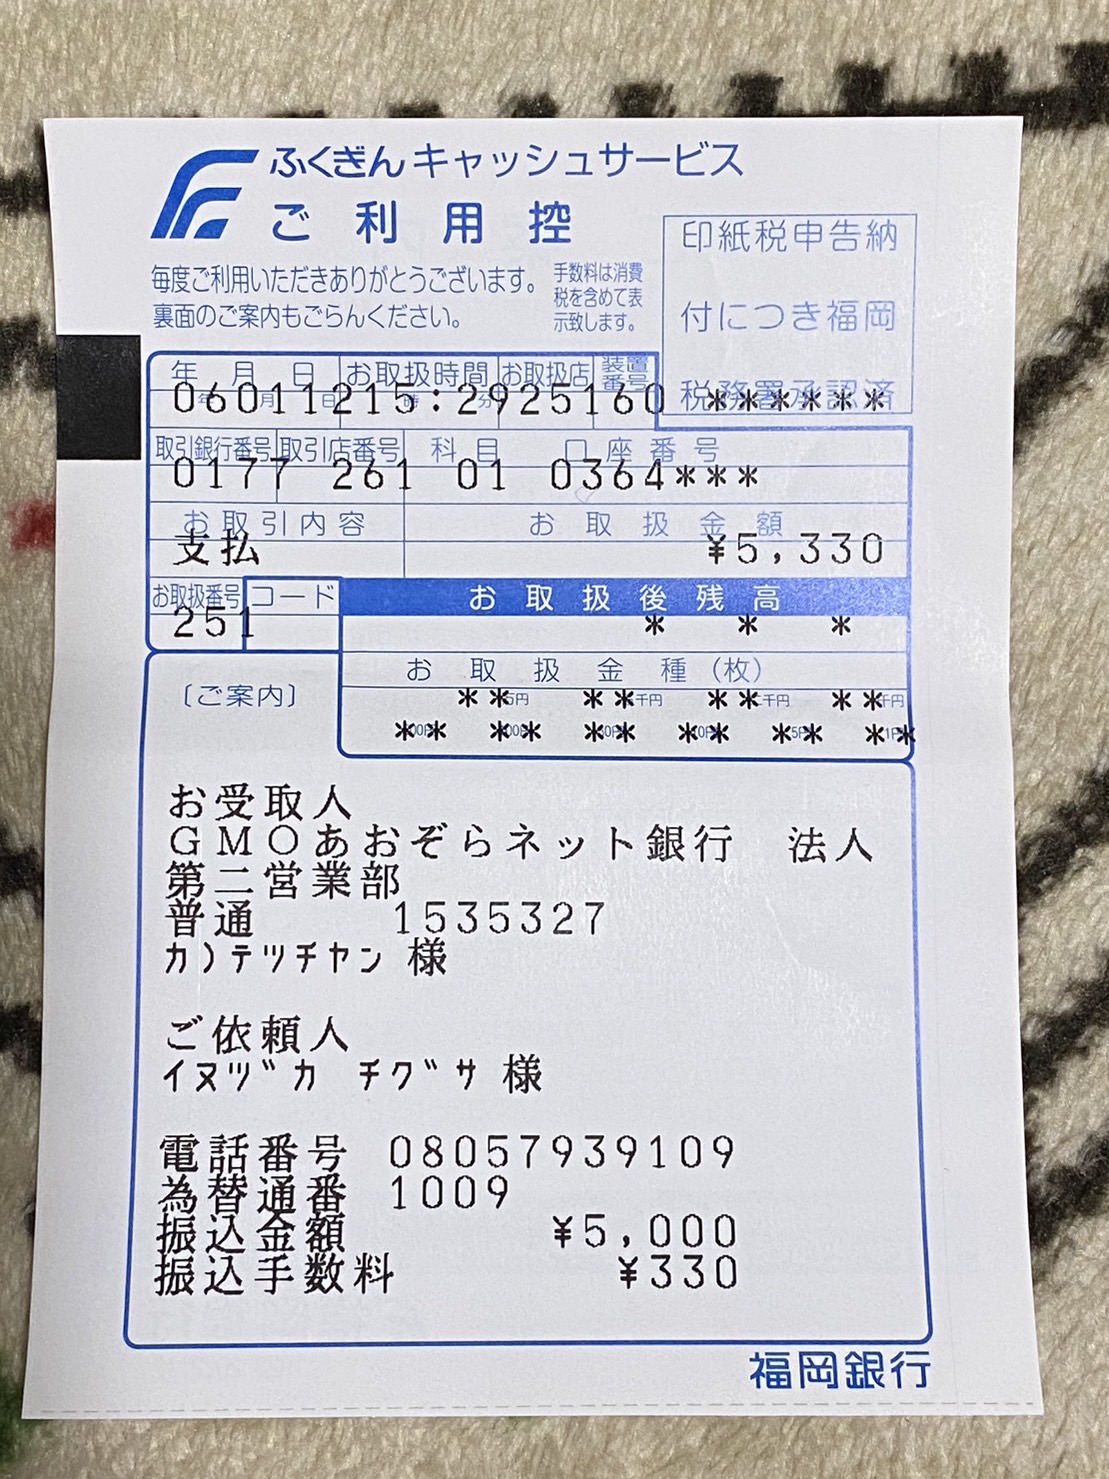 ふくぎん キャッシュサービス
ご利用控
毎度ご利用いただきありがとうございます。
裏面のご案内もごらんください。
手数料は消費
税を含めて表
示致します。
印紙税申告納
付につき福岡
税務署承認済
年 月 日 お取扱時間 お取扱店 装置番号
06011215:2925160 ******
取引銀行番号 取引店番号 科目 口座番号
0177 261 01 0364***
お取引内容 お取扱金額
支払 ¥5,330
お取扱番号 コード お取扱後残高
251 * * *
お取扱金種(枚)
** ** ** **
** ** ** ** ** **
〔ご案内〕
お受取人
GMOあおぞらネット銀行 法人
第二営業部
普通 1535327
カ)テツチヤン 様
ご依頼人
イヌヅカ チグサ 様
電話番号 08057939109
為替通番 1009
振込金額 ¥5,000
振込手数料 ¥330
福岡銀行